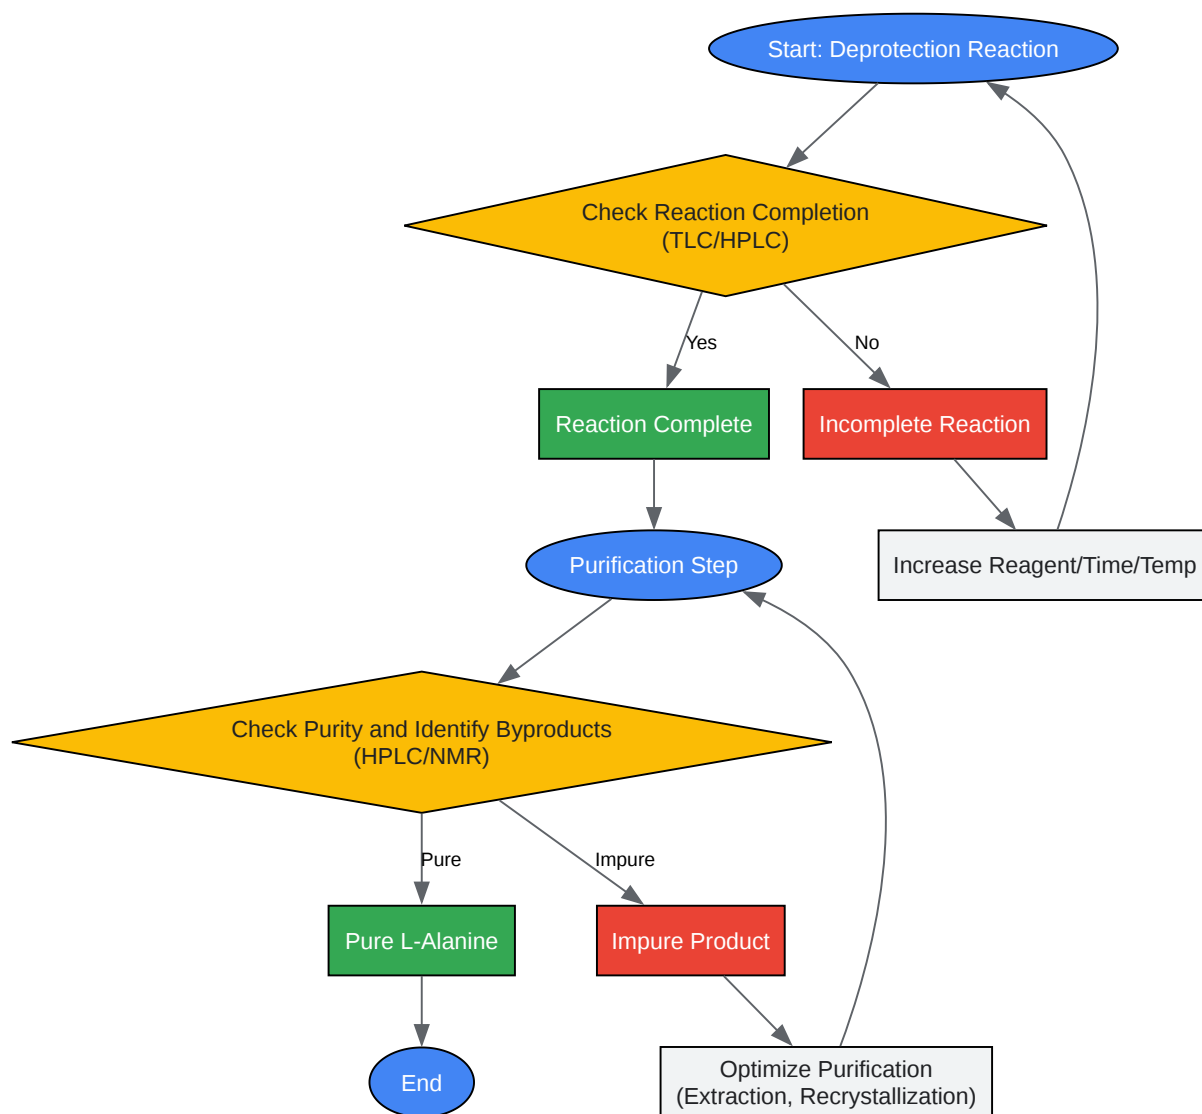 Start: Deprotection Reaction
Check Reaction Completion
(TLC/HPLC)
Yes
No
Reaction Complete
Incomplete Reaction
Purification Step
Increase Reagent/Time/Temp
Check Purity and Identify Byproducts
(HPLC/NMR)
Pure
Impure
Pure L-Alanine
Impure Product
End
Optimize Purification
(Extraction, Recrystallization)